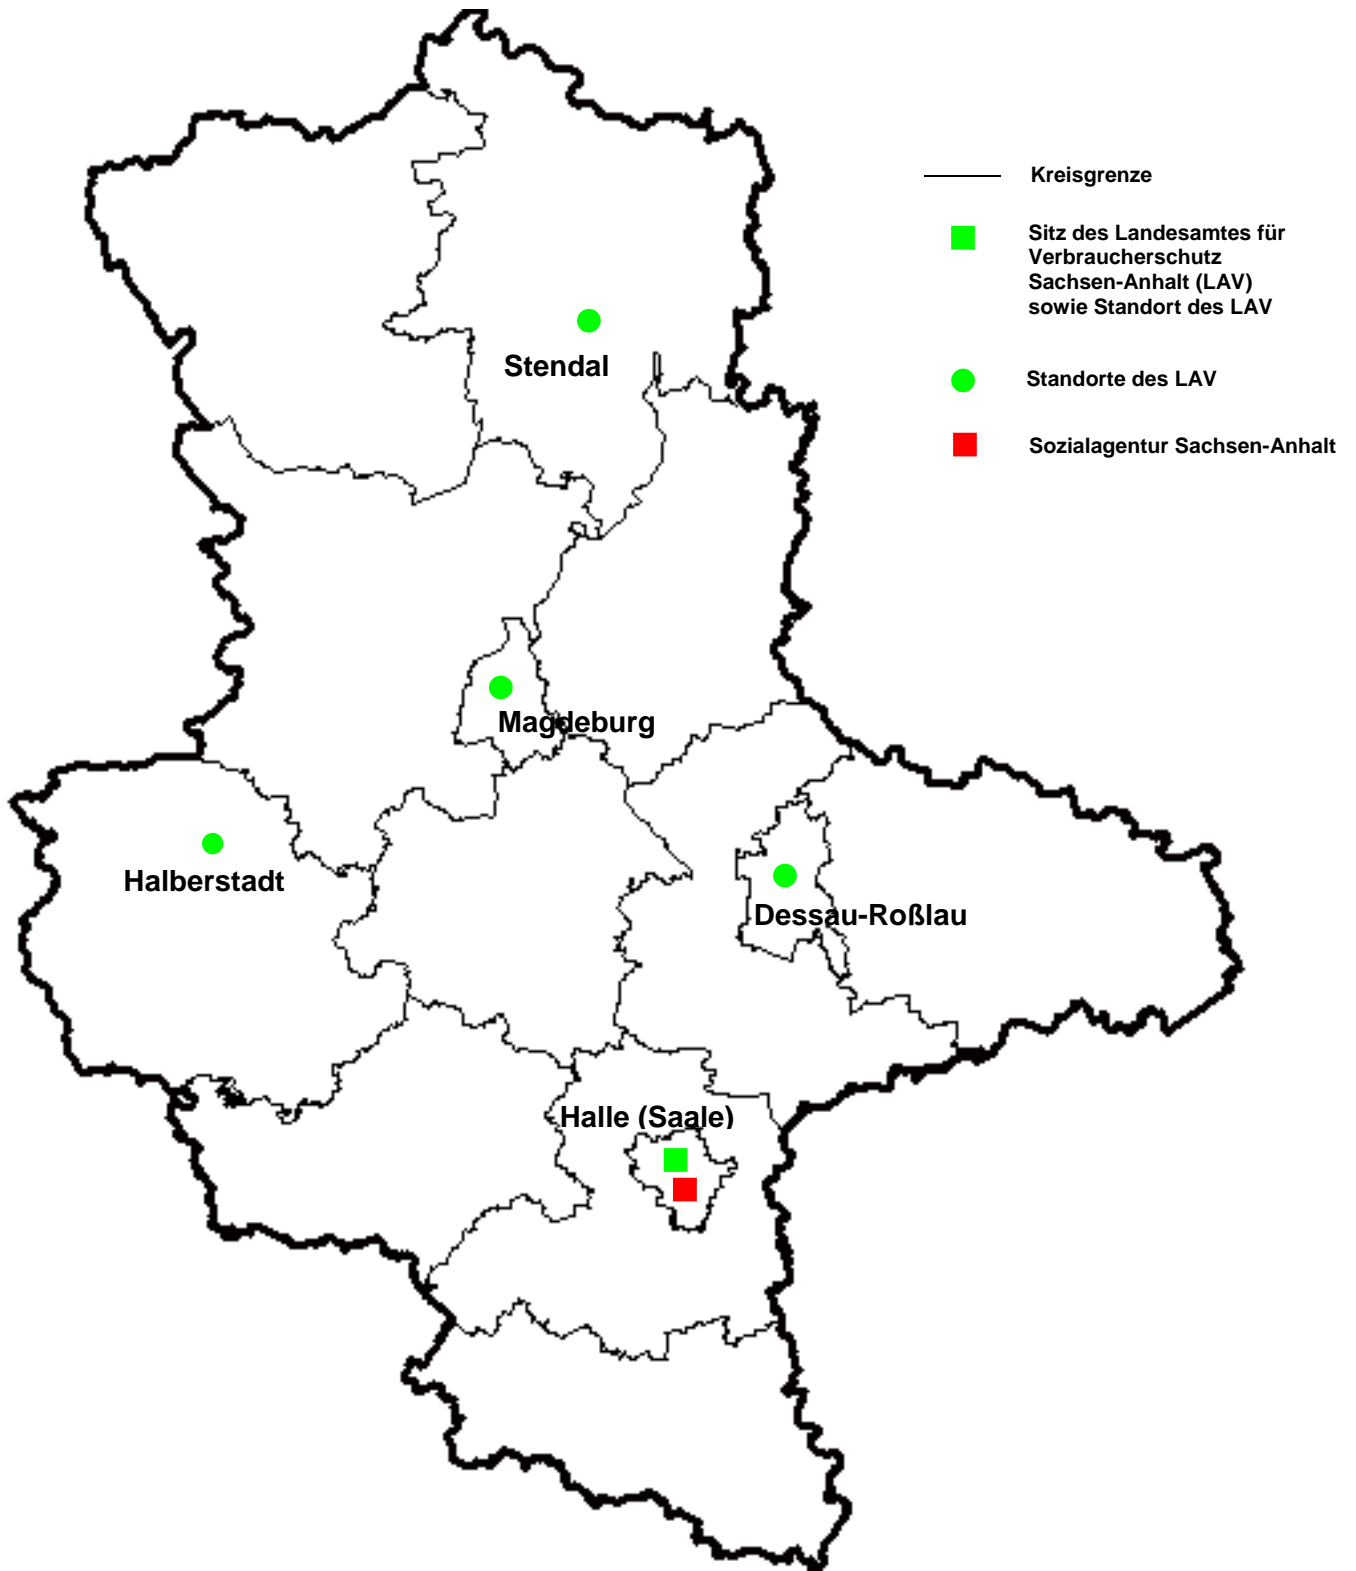 Kreisgrenze
Sitz des Landesamtes für
Verbraucherschutz
Sachsen-Anhalt (LAV)
sowie Standort des LAV
Standorte des LAV
Sozialagentur Sachsen-Anhalt
Stendal
Magdeburg
Halberstadt
Dessau-Roßlau
Halle (Saale)